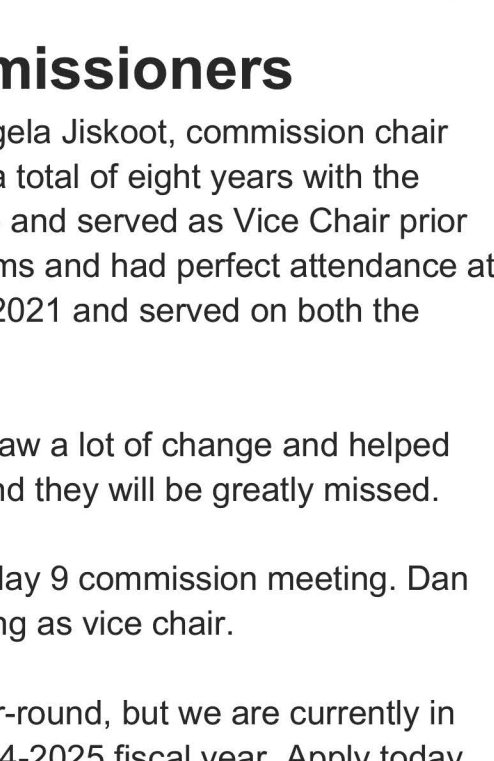 missioners
gela Jiskoot, commission chair
a total of eight years with the
and served as Vice Chair prior
ms and had perfect attendance at
2021 and served on both the
aw a lot of change and helped
nd they will be greatly missed.
lay 9 commission meeting. Dan
ng as vice chair.
r-round, but we are currently in
4-2025 fiscal year. Apply today